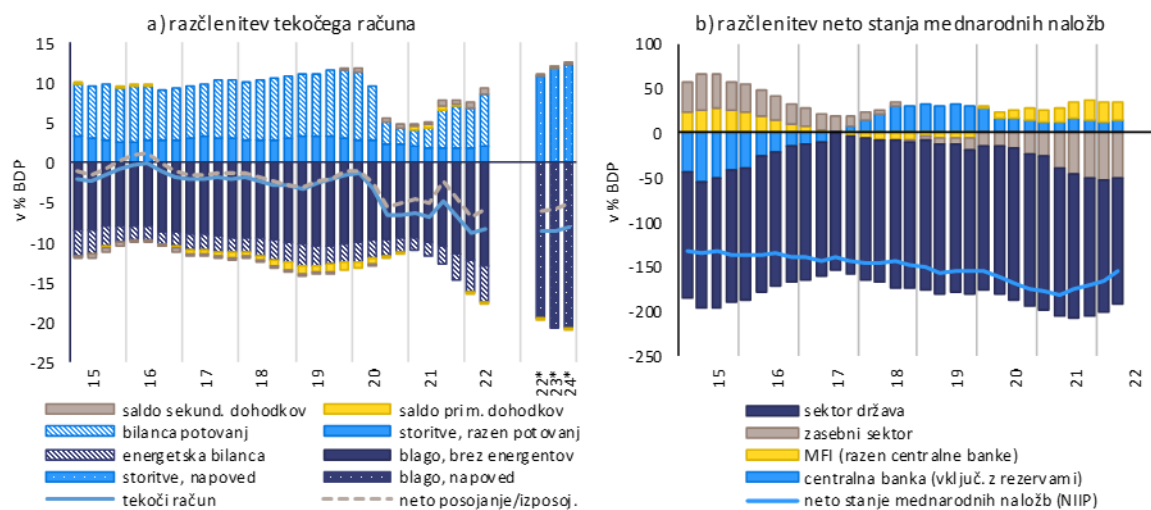 a) razčlenitev tekočega računa
v % BDP
15
10
5
0
-5
-10
-15
-20
-25
15
16
17
18
19
20
21
22
22*
23*
24*
saldo sekund. dohodkov
saldo prim. dohodkov
bilanca potovanj
storitve, razen potovanj
energetska bilanca
blago, brez energentov
storitve, napoved
blago, napoved
tekoči račun
neto posojanje/izposoj.
b) razčlenitev neto stanja mednarodnih naložb
v % BDP
100
50
0
-50
-100
-150
-200
-250
15
16
17
18
19
20
21
22
sektor država
zasebni sektor
MFI (razen centralne banke)
centralna banka (vključ. z rezervami)
neto stanje mednarodnih naložb (NIIP)